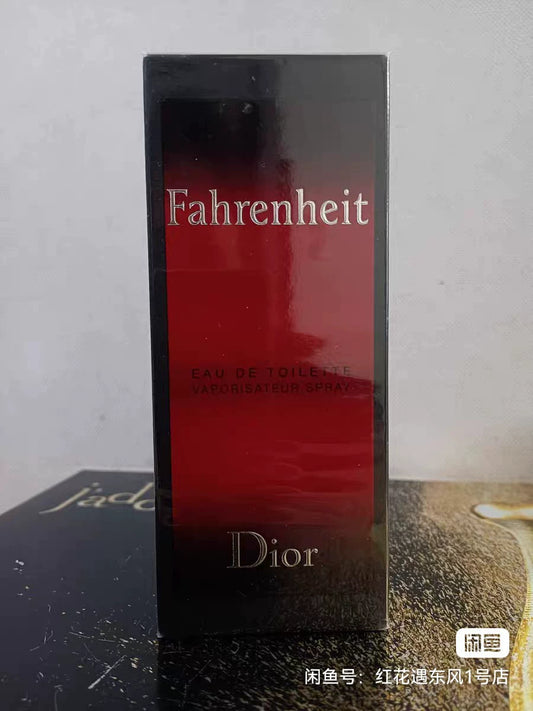 Fahrenheit
EAU DE TOILETTE
VAPORISATEUR SPRAY
Dior
j'ado
闲鱼
闲鱼号：红花遇东风1号店